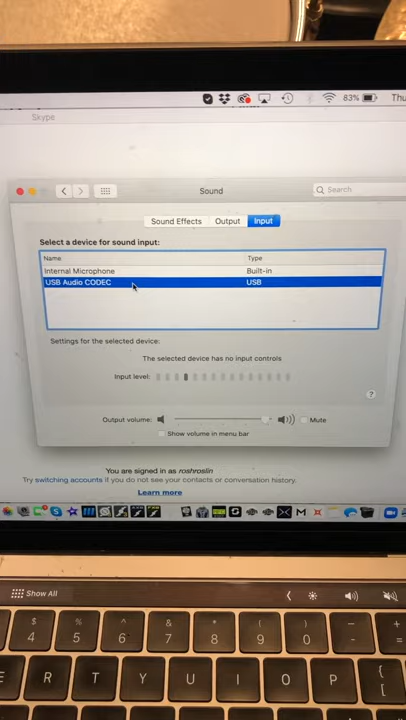 83%
Thu
Skype
Sound
Search
Sound Effects
Output
Input
Select a device for sound input:
Name
Type
Internal Microphone
Built-in
USB Audio CODEC
USB
Settings for the selected device:
The selected device has no input controls
Input level:
?
Output volume:
Mute
Show volume in menu bar
You are signed in as roshroslin
Try switching accounts if you do not see your contacts or conversation history.
Learn more
Show All
$ % ^ & * ( ) — +
4 5 6 7 8 9 0 - =
E R T Y U I O P { [